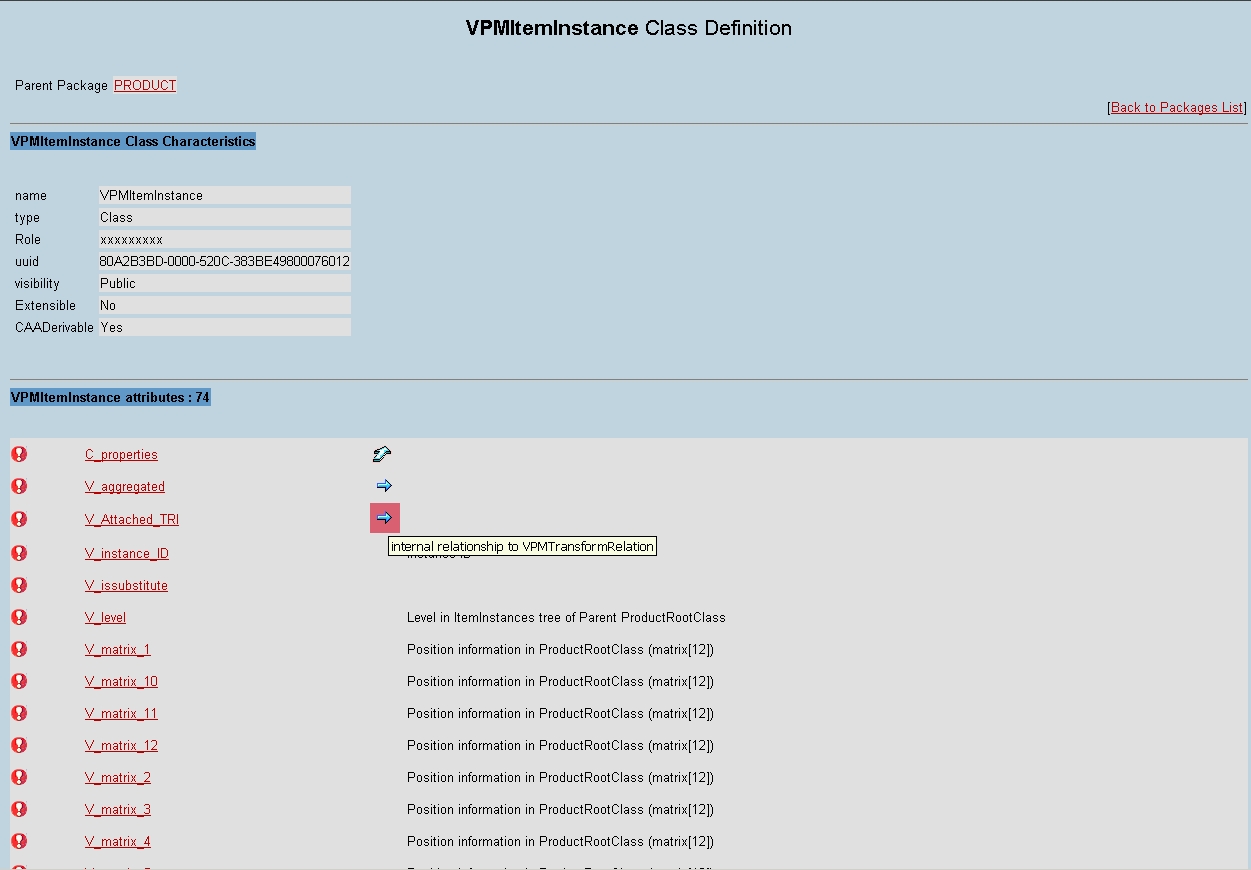 VPMItemInstance Class Definition
Parent Package PRODUCT
[Back to Packages List]
VPMItemInstance Class Characteristics
name VPMItemInstance
type Class
Role xxxxxxxxx
uuid 80A2B3BD-0000-520C-383BE49800076012
visibility Public
Extensible No
CAADerivable Yes
VPMItemInstance attributes : 74
C_properties
V_aggregated
V_Attached_TRI
internal relationship to VPMTransformRelation
V_instance_ID
V_issubstitute
V_level Level in ItemInstances tree of Parent ProductRootClass
V_matrix_1 Position information in ProductRootClass (matrix[12])
V_matrix_10 Position information in ProductRootClass (matrix[12])
V_matrix_11 Position information in ProductRootClass (matrix[12])
V_matrix_12 Position information in ProductRootClass (matrix[12])
V_matrix_2 Position information in ProductRootClass (matrix[12])
V_matrix_3 Position information in ProductRootClass (matrix[12])
V_matrix_4 Position information in ProductRootClass (matrix[12])